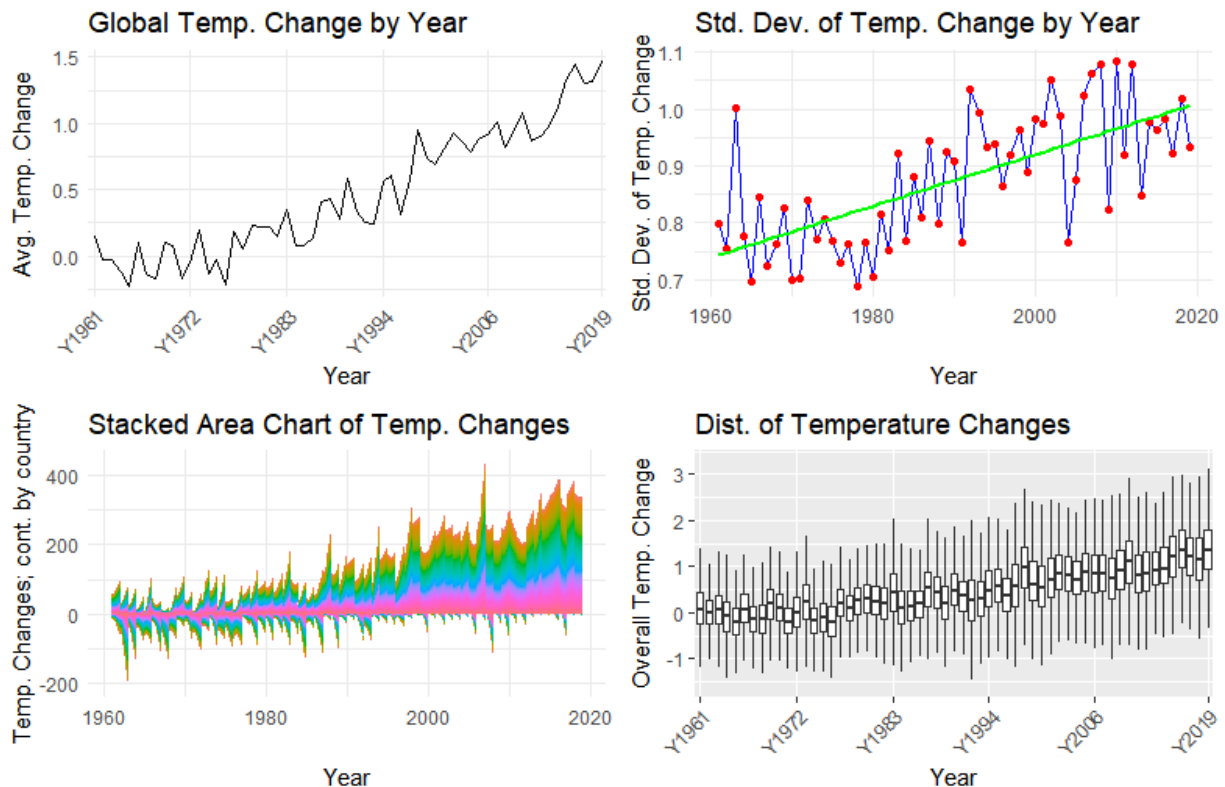 Global Temp. Change by Year
Avg. Temp. Change
1.5
1.0
0.5
0.0
Y1961
Y1972
Y1983
Y1994
Y2006
Y2019
Year
Std. Dev. of Temp. Change by Year
Std. Dev. of Temp. Change
1.1
1.0
0.9
0.8
0.7
1960
1980
2000
2020
Year
Stacked Area Chart of Temp. Changes
Temp. Changes, cont. by country
400
200
0
-200
1960
1980
2000
2020
Year
Dist. of Temperature Changes
Overall Temp. Change
3
2
1
0
-1
Y1961
Y1972
Y1983
Y1994
Y2006
Y2019
Year